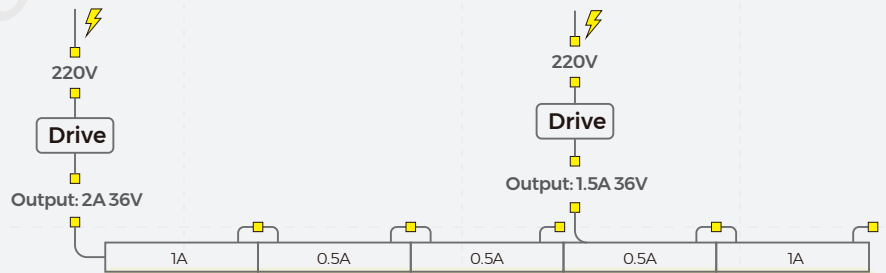 220V
Drive
Output: 2A 36V
220V
Drive
Output: 1.5A 36V
1A
0.5A
0.5A
0.5A
1A